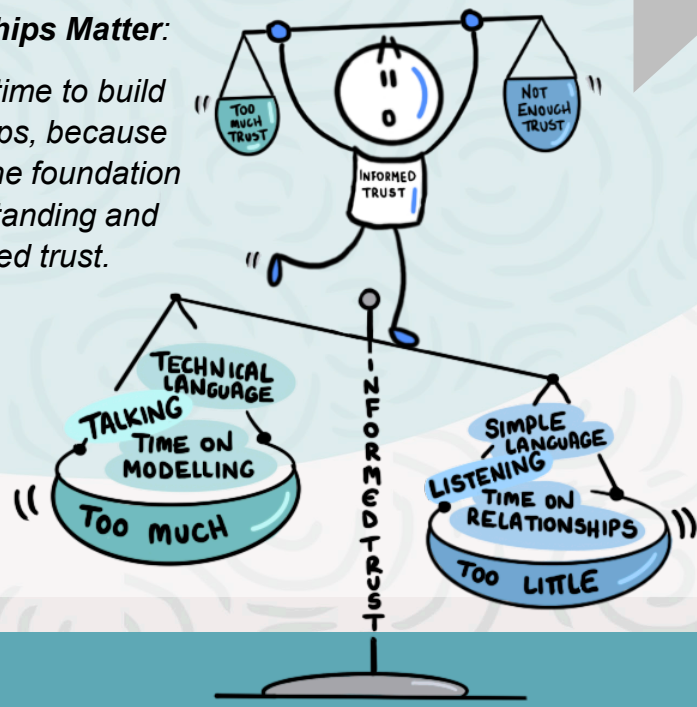 hips Matter:
time to build
ps, because
ne foundation
tanding and
ed trust.
TOO
MUCH
TRUST
NOT
ENOUGH
TRUST
INFORMED
TRUST
TECHNICAL
LANGUAGE
TALKING
TIME ON
MODELLING
TOO MUCH
INFORMED TRUST
SIMPLE
LANGUAGE
LISTENING
TIME ON
RELATIONSHIPS
TOO LITTLE